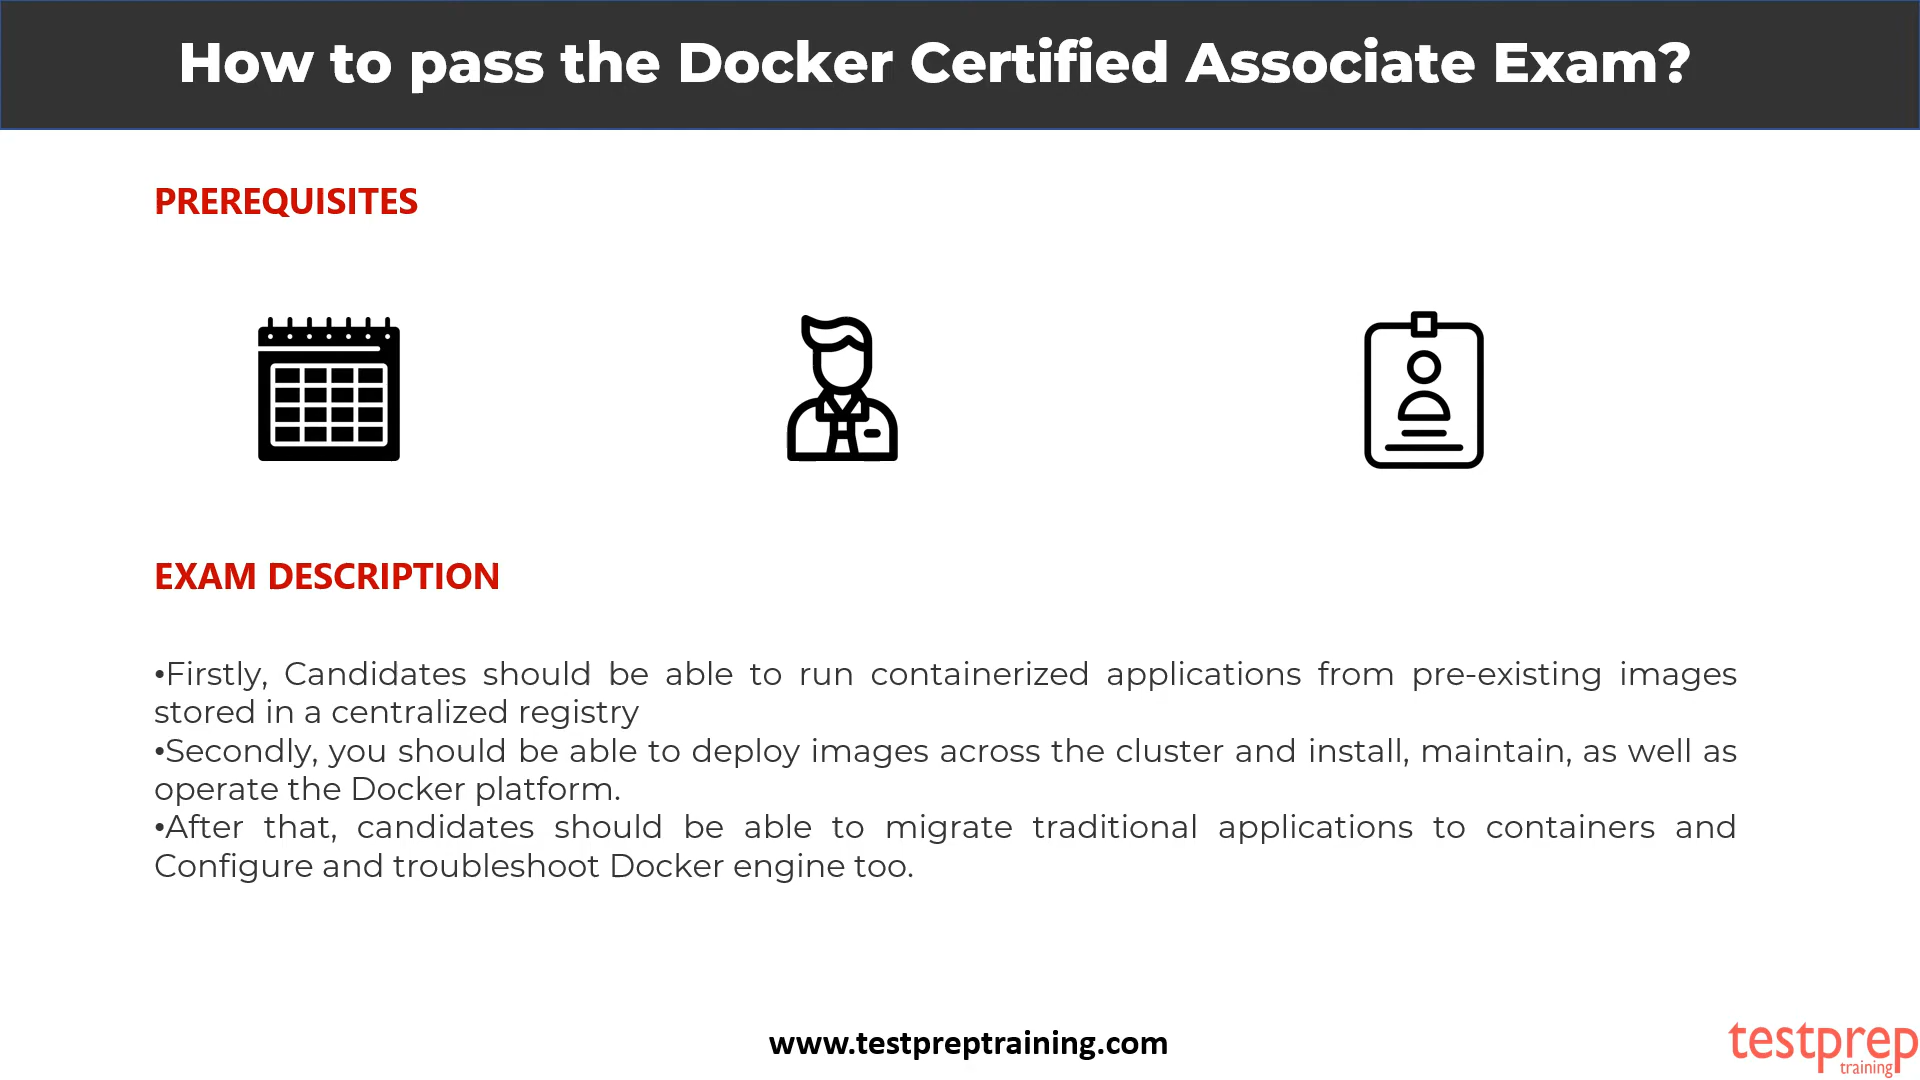 How to pass the Docker Certified Associate Exam?
PREREQUISITES
EXAM DESCRIPTION
•Firstly, Candidates should be able to run containerized applications from pre-existing images
stored in a centralized registry
•Secondly, you should be able to deploy images across the cluster and install, maintain, as well as
operate the Docker platform.
•After that, candidates should be able to migrate traditional applications to containers and
Configure and troubleshoot Docker engine too.
www.testpreptraining.com
testprep
training